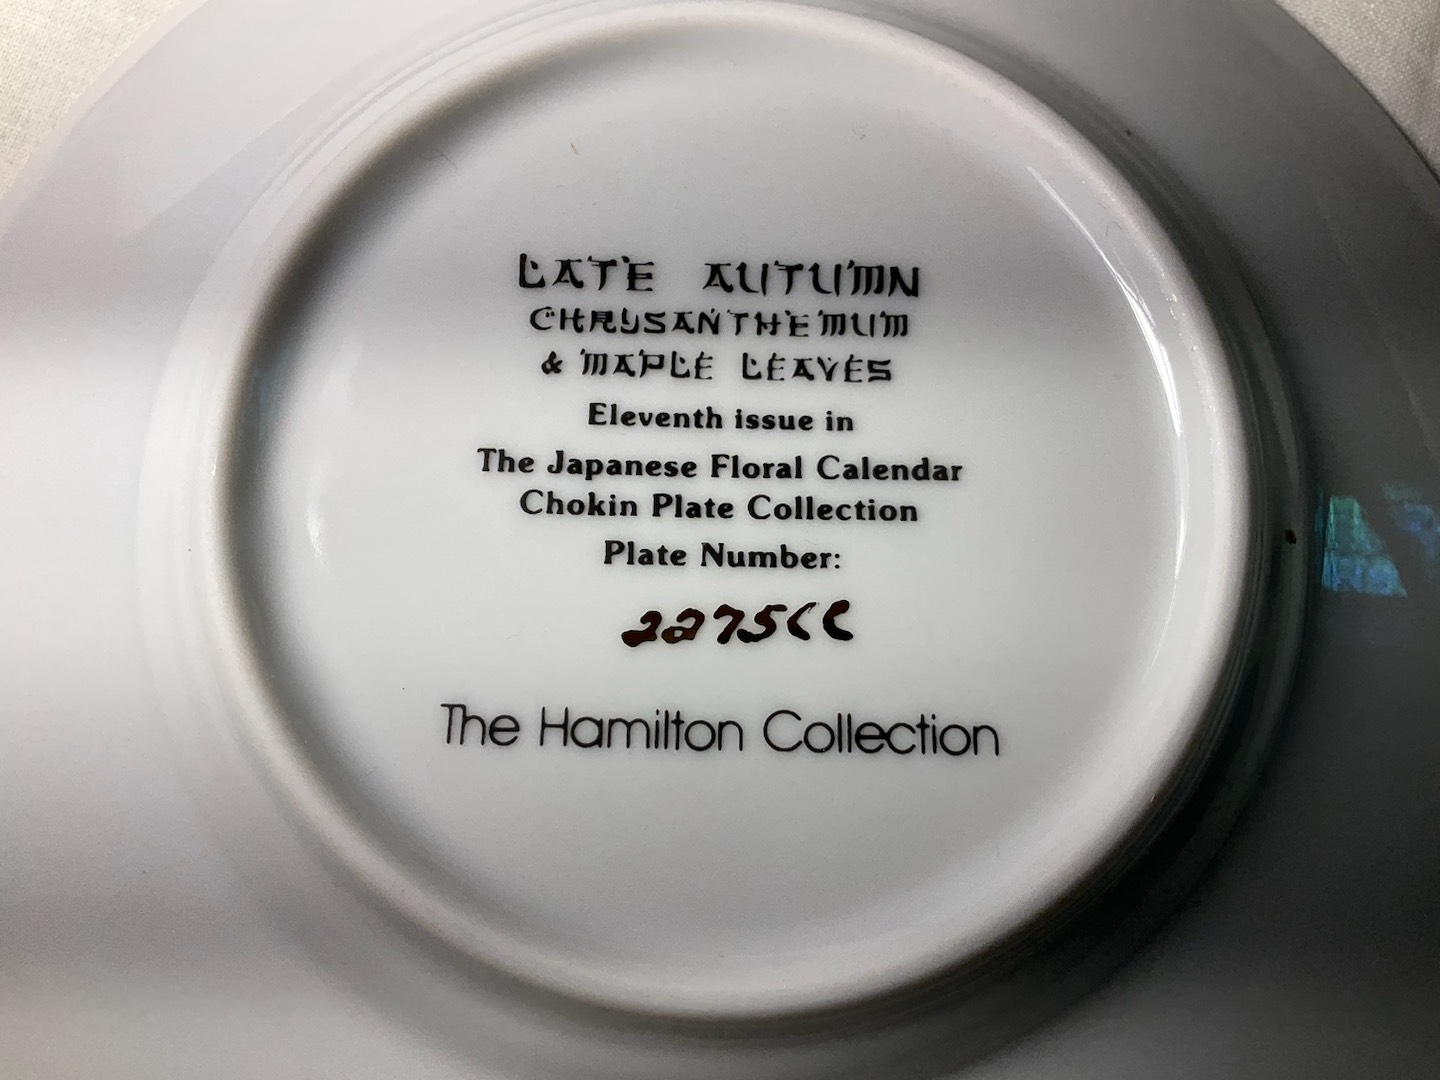 LATE AUTUMN
CHRYSANTHEMUM
& MAPLE LEAVES
Eleventh issue in
The Japanese Floral Calendar
Chokin Plate Collection
Plate Number:
The Hamilton Collection